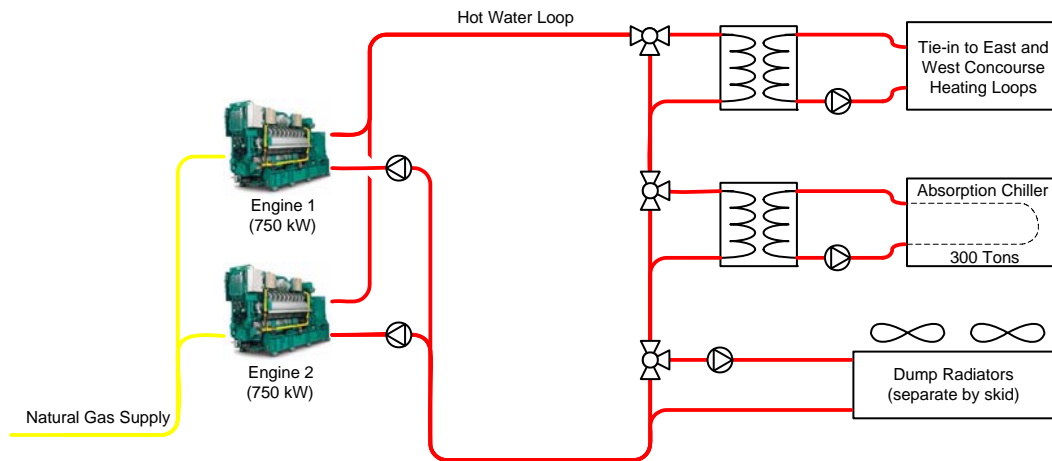 Hot Water Loop
Tie-in to East and
West Concourse
Heating Loops
Engine 1
(750 kW)
Absorption Chiller
300 Tons
Engine 2
(750 kW)
Dump Radiators
(separate by skid)
Natural Gas Supply